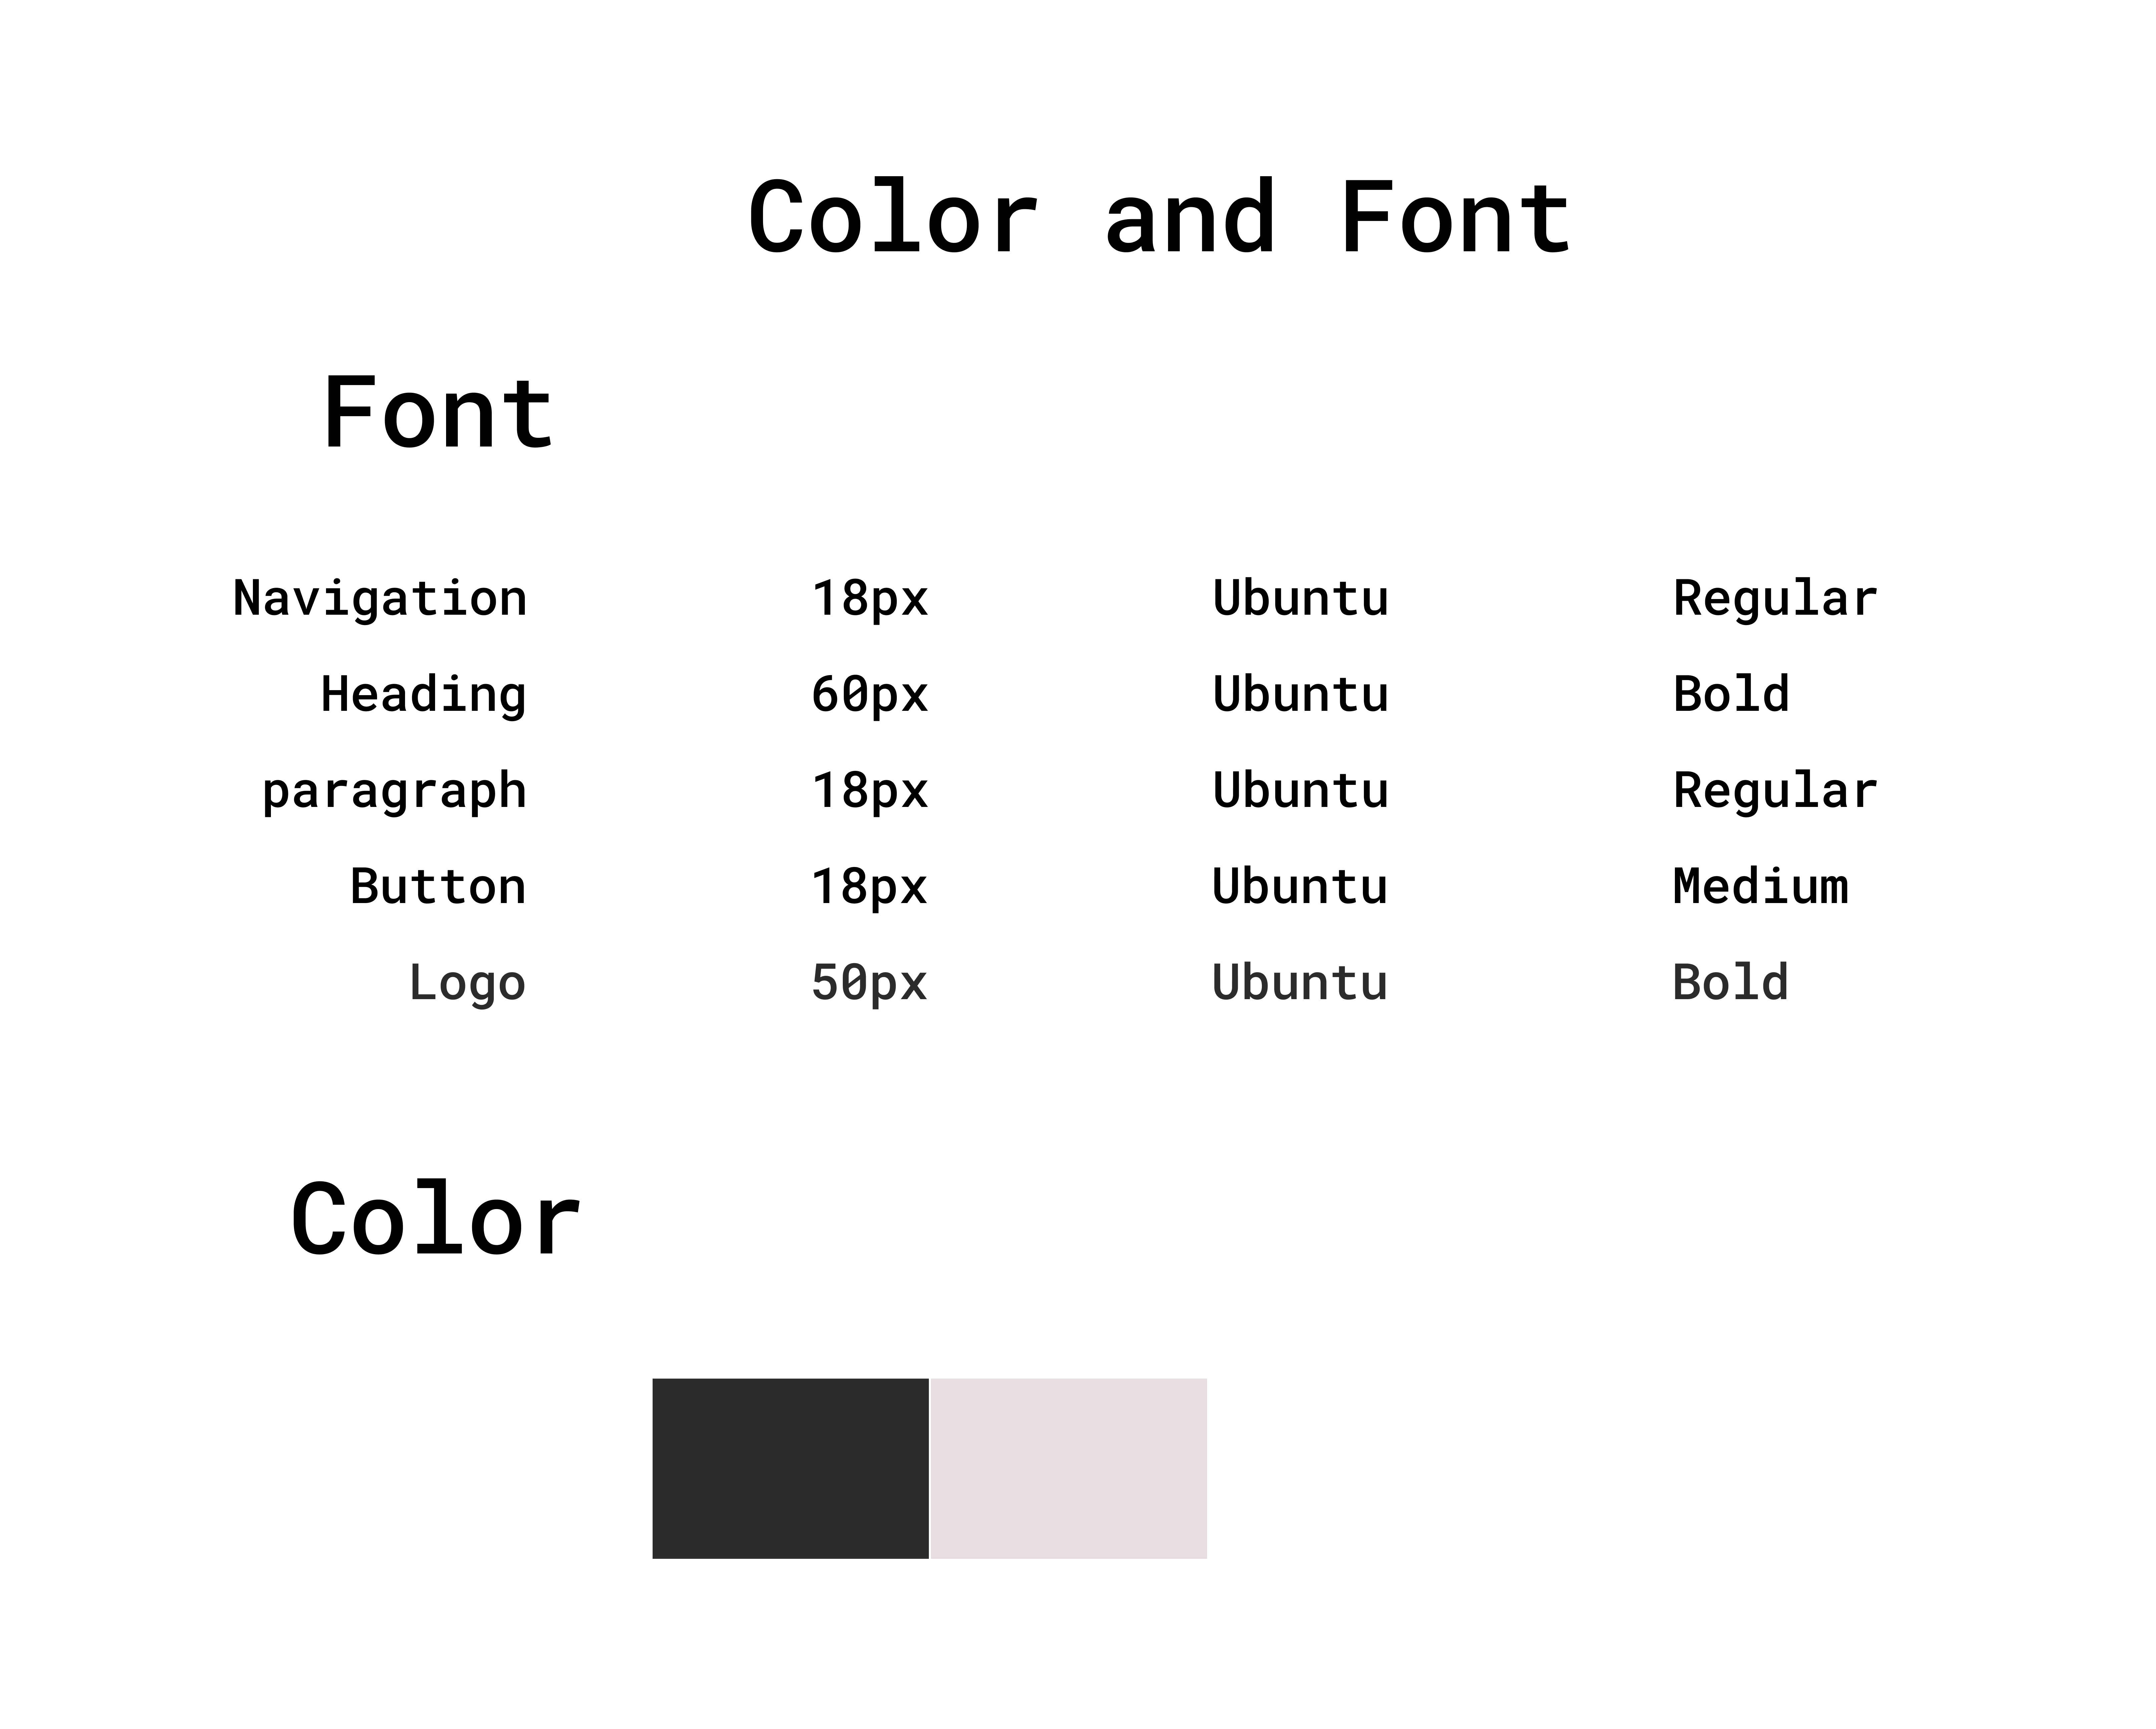 Color and Font
Font
Navigation 18px Ubuntu Regular
Heading 60px Ubuntu Bold
paragraph 18px Ubuntu Regular
Button 18px Ubuntu Medium
Logo 50px Ubuntu Bold
Color